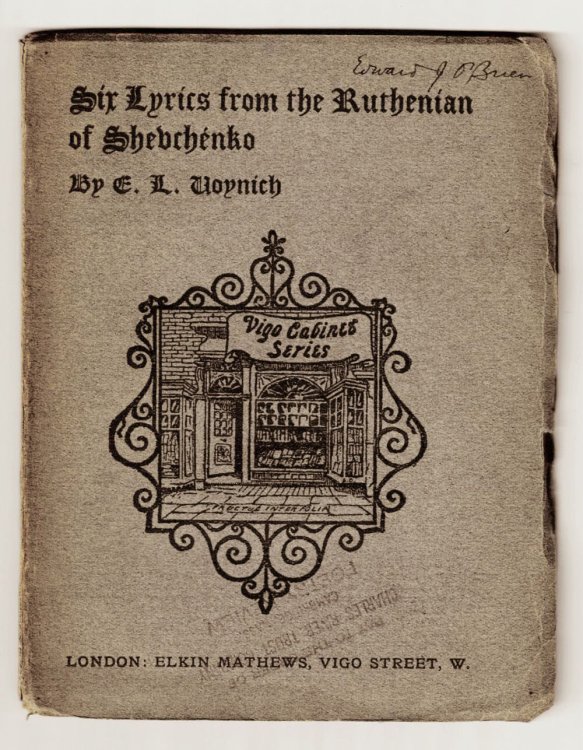 Edward J O'Brien
Six Lyrics from the Ruthenian
of Shevchénko
By E. L. Voynich
Vigo Cabinet
Series
LONDON: ELKIN MATHEWS, VIGO STREET, W.